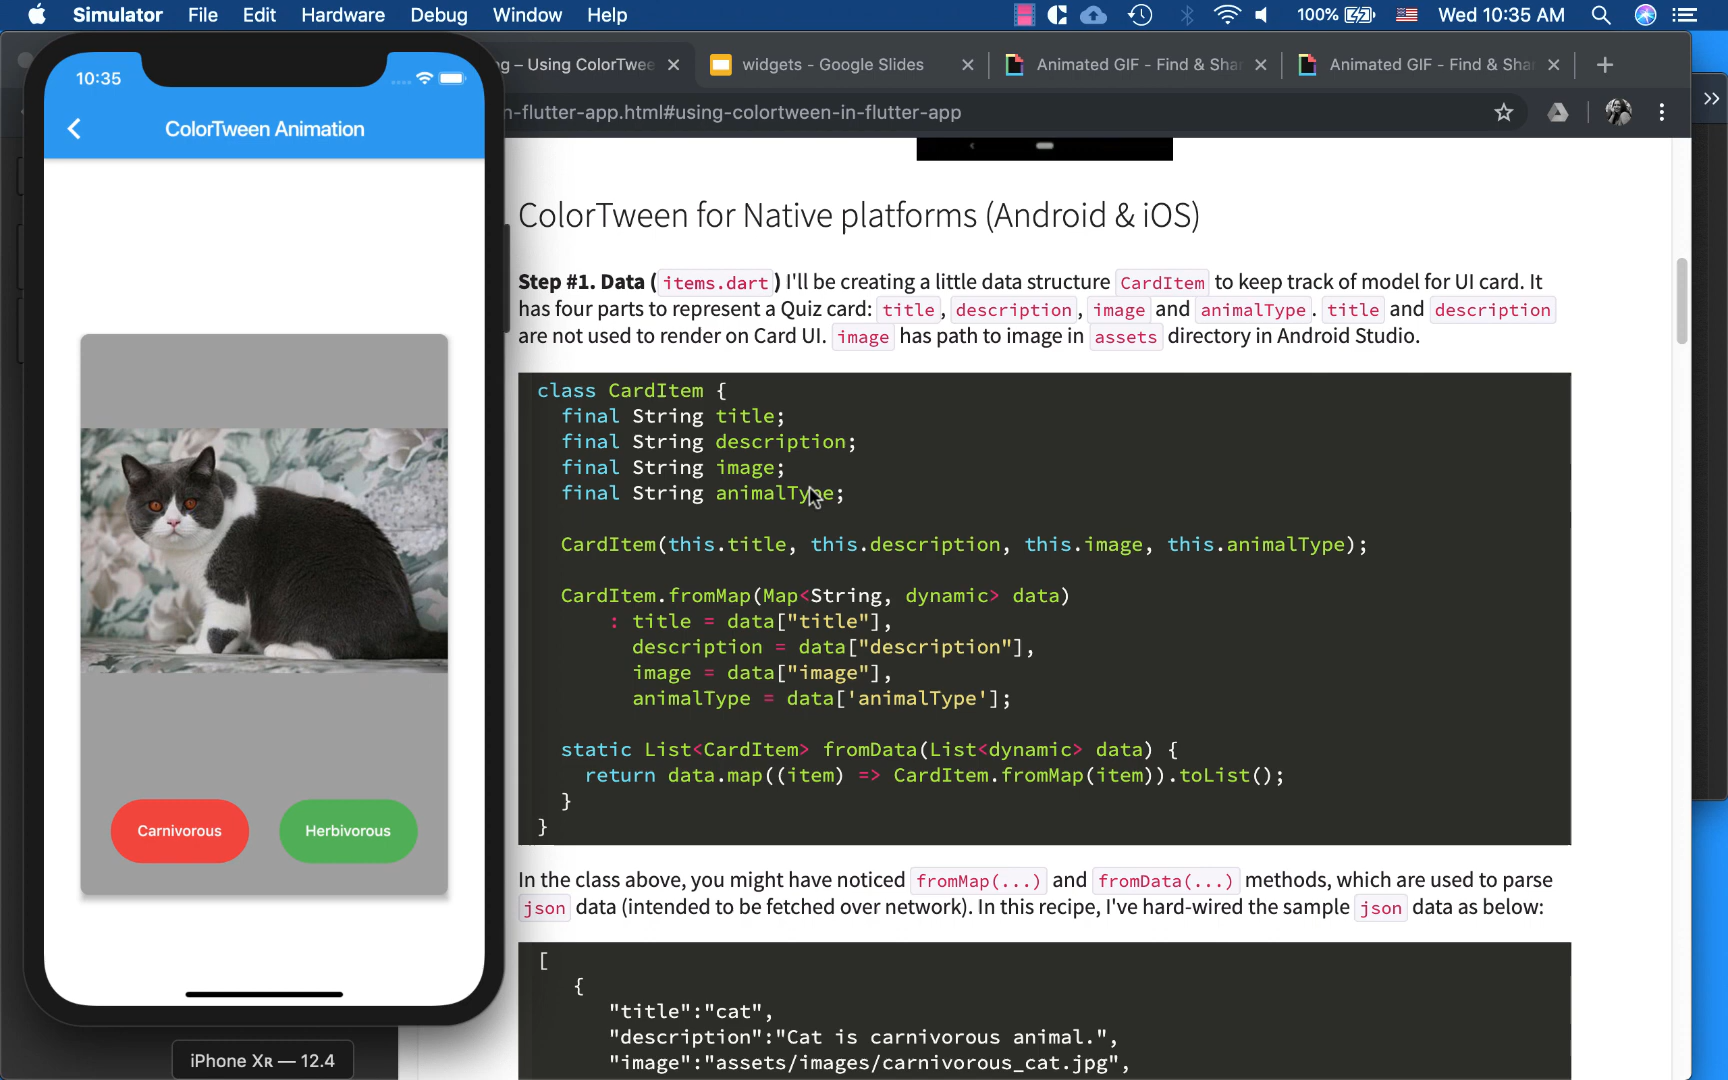 Simulator File Edit Hardware Debug Window Help 100% Wed 10:35 AM
10:35
ColorTween Animation
Carnivorous Herbivorous
iPhone XR — 12.4
g – Using ColorTwee widgets - Google Slides Animated GIF - Find & Shar Animated GIF - Find & Shar
n-flutter-app.html#using-colortween-in-flutter-app
ColorTween for Native platforms (Android & iOS)
Step #1. Data ( items.dart ) I'll be creating a little data structure CardItem to keep track of model for UI card. It
has four parts to represent a Quiz card: title , description , image and animalType . title and description
are not used to render on Card UI. image has path to image in assets directory in Android Studio.
class CardItem {
final String title;
final String description;
final String image;
final String animalType;
CardItem(this.title, this.description, this.image, this.animalType);
CardItem.fromMap(Map<String, dynamic> data)
: title = data["title"],
description = data["description"],
image = data["image"],
animalType = data['animalType'];
static List<CardItem> fromData(List<dynamic> data) {
return data.map((item) => CardItem.fromMap(item)).toList();
}
}
In the class above, you might have noticed fromMap(...) and fromData(...) methods, which are used to parse
json data (intended to be fetched over network). In this recipe, I've hard-wired the sample json data as below:
[
{
"title":"cat",
"description":"Cat is carnivorous animal.",
"image":"assets/images/carnivorous_cat.jpg",